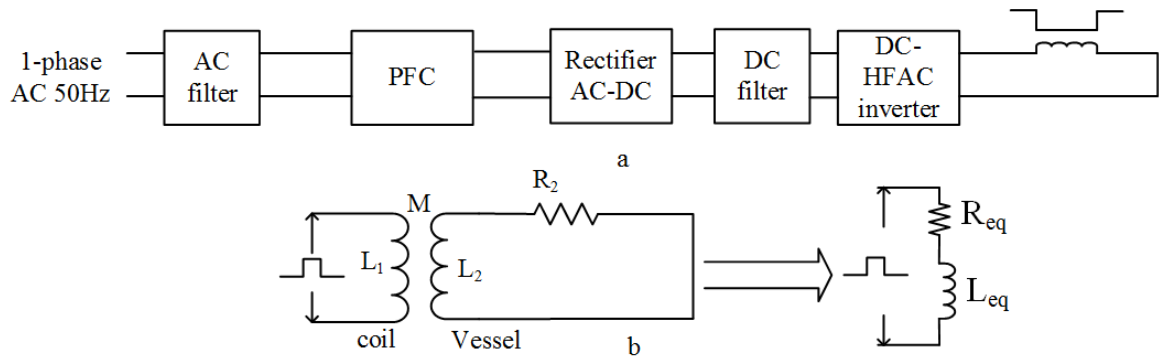 1-phase
AC 50Hz
AC
filter
PFC
Rectifier
AC-DC
DC
filter
DC-
HFAC
inverter
a
M
R2
L1
L2
coil
Vessel
b
Req
Leq